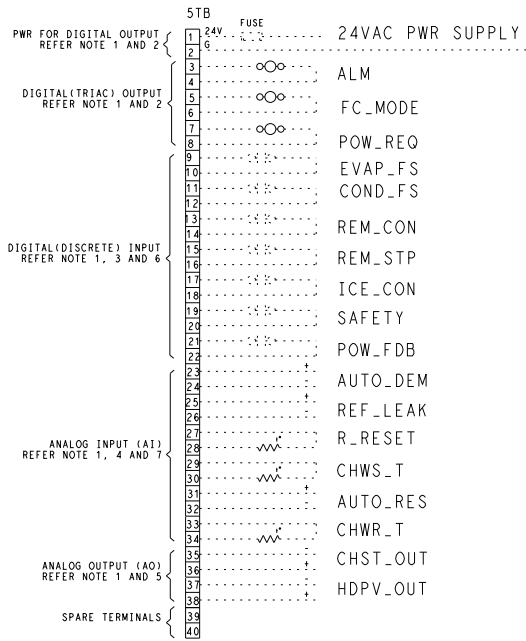 5TB
PWR FOR DIGITAL OUTPUT
REFER NOTE 1 AND 2
1
24V
FUSE
24VAC PWR SUPPLY
2
G
DIGITAL(TRIAC) OUTPUT
REFER NOTE 1 AND 2
3
4
ALM
5
6
FC_MODE
7
8
POW_REQ
DIGITAL(DISCRETE) INPUT
REFER NOTE 1, 3 AND 6
9
10
EVAP_FS
11
12
COND_FS
13
14
REM_CON
15
16
REM_STP
17
18
ICE_CON
19
20
SAFETY
21
22
POW_FDB
ANALOG INPUT (AI)
REFER NOTE 1, 4 AND 7
23 +
24 -
AUTO_DEM
25 +
26 -
REF_LEAK
27
28
R_RESET
29
30
CHWS_T
31 +
32 -
AUTO_RES
33
34
CHWR_T
ANALOG OUTPUT (AO)
REFER NOTE 1 AND 5
35 -
36 +
CHST_OUT
37 -
38 +
HDPV_OUT
SPARE TERMINALS
39
40